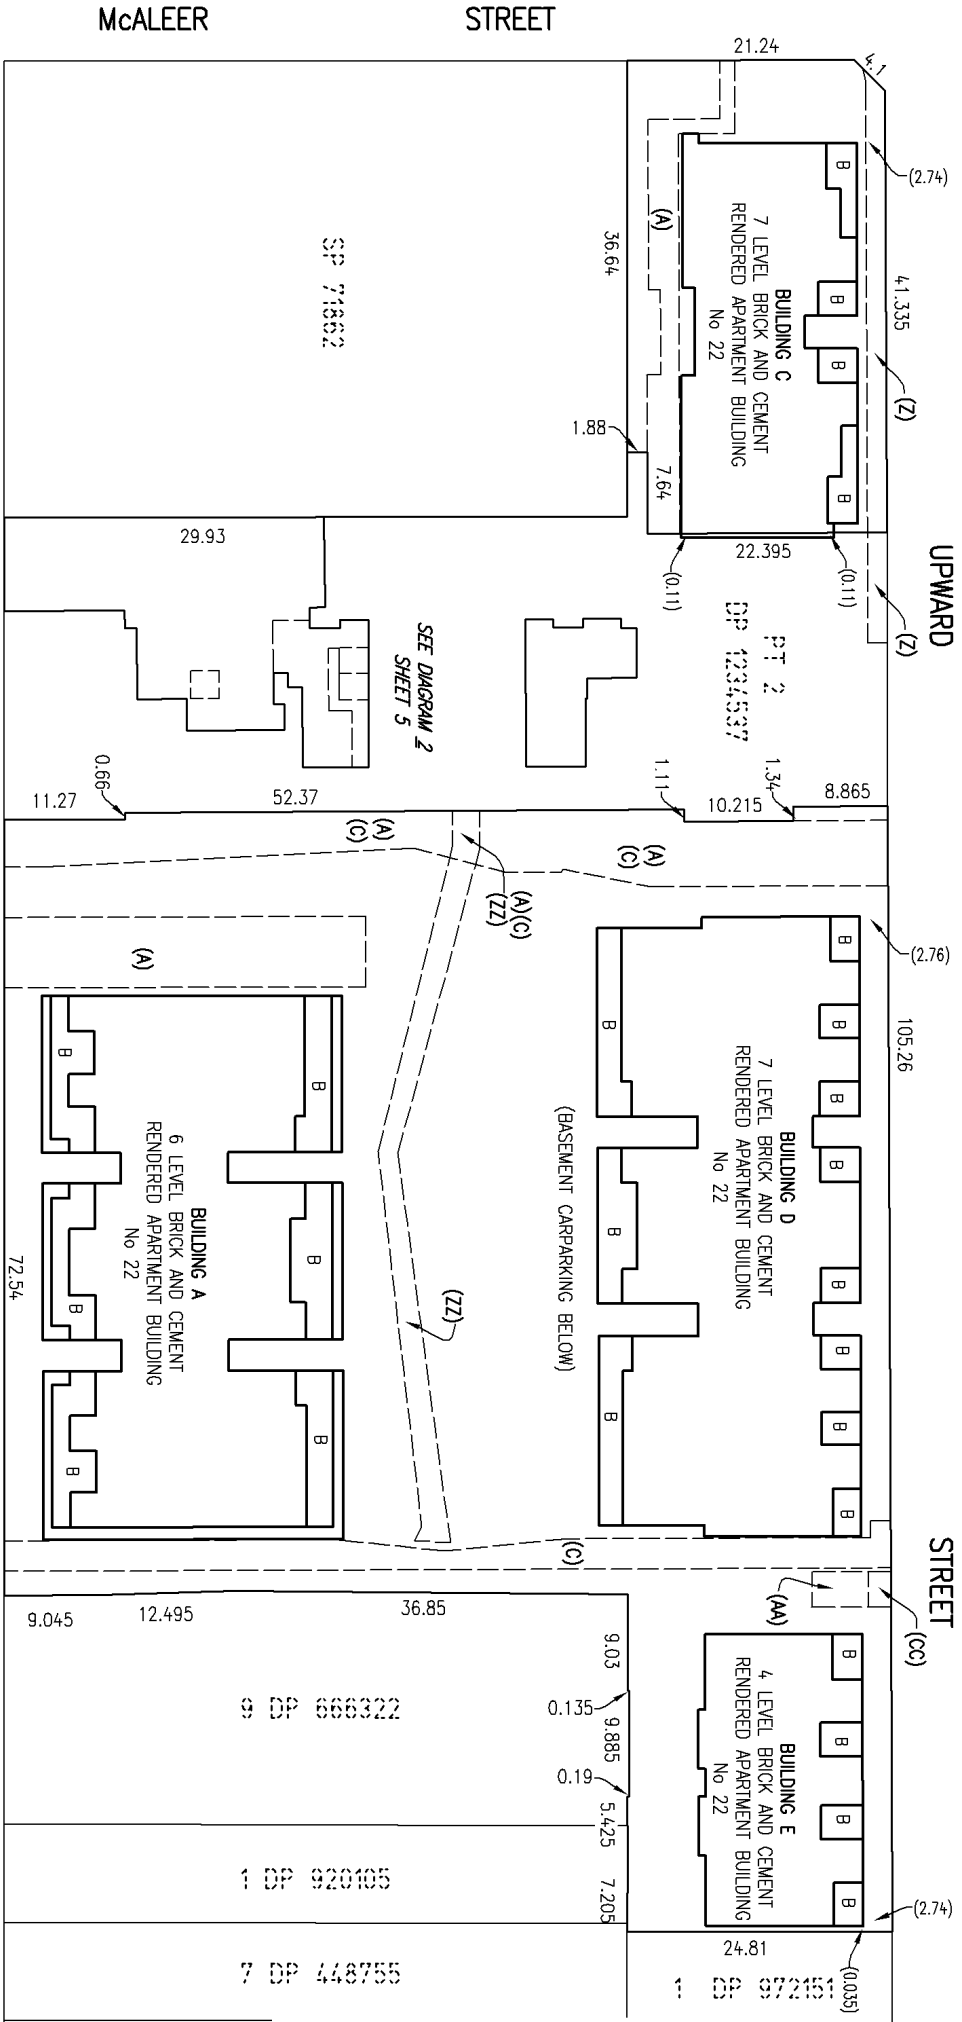 McALEER STREET
21.24
4.1
(2.74)
41.335
(Z)
(A)
BUILDING C
7 LEVEL BRICK AND CEMENT
RENDERED APARTMENT BUILDING
No 22
B
B
B
B
36.64
SP 71862
1.88
7.64
22.395
(0.11)
(0.11)
(Z)
UPWARD STREET
29.93
PT 2
DP 1234537
SEE DIAGRAM 2
SHEET 5
11.27
0.66
52.37
1.11
10.215
1.34
8.865
(A)
(C)
(A)
(C)
(A)(C)
(ZZ)
(2.76)
105.26
(A)
BUILDING D
7 LEVEL BRICK AND CEMENT
RENDERED APARTMENT BUILDING
No 22
B
B
B
B
B
B
B
B
B
B
B
(BASEMENT CARPARKING BELOW)
BUILDING A
6 LEVEL BRICK AND CEMENT
RENDERED APARTMENT BUILDING
No 22
B
B
B
B
B
B
72.54
(ZZ)
(C)
(AA)
(CC)
9.045
12.495
36.85
9.03
0.135
9.885
0.19
5.425
7.205
BUILDING E
4 LEVEL BRICK AND CEMENT
RENDERED APARTMENT BUILDING
No 22
B
B
B
B
(2.74)
24.81
(0.035)
9 DP 666322
1 DP 920105
7 DP 448755
1 DP 972151